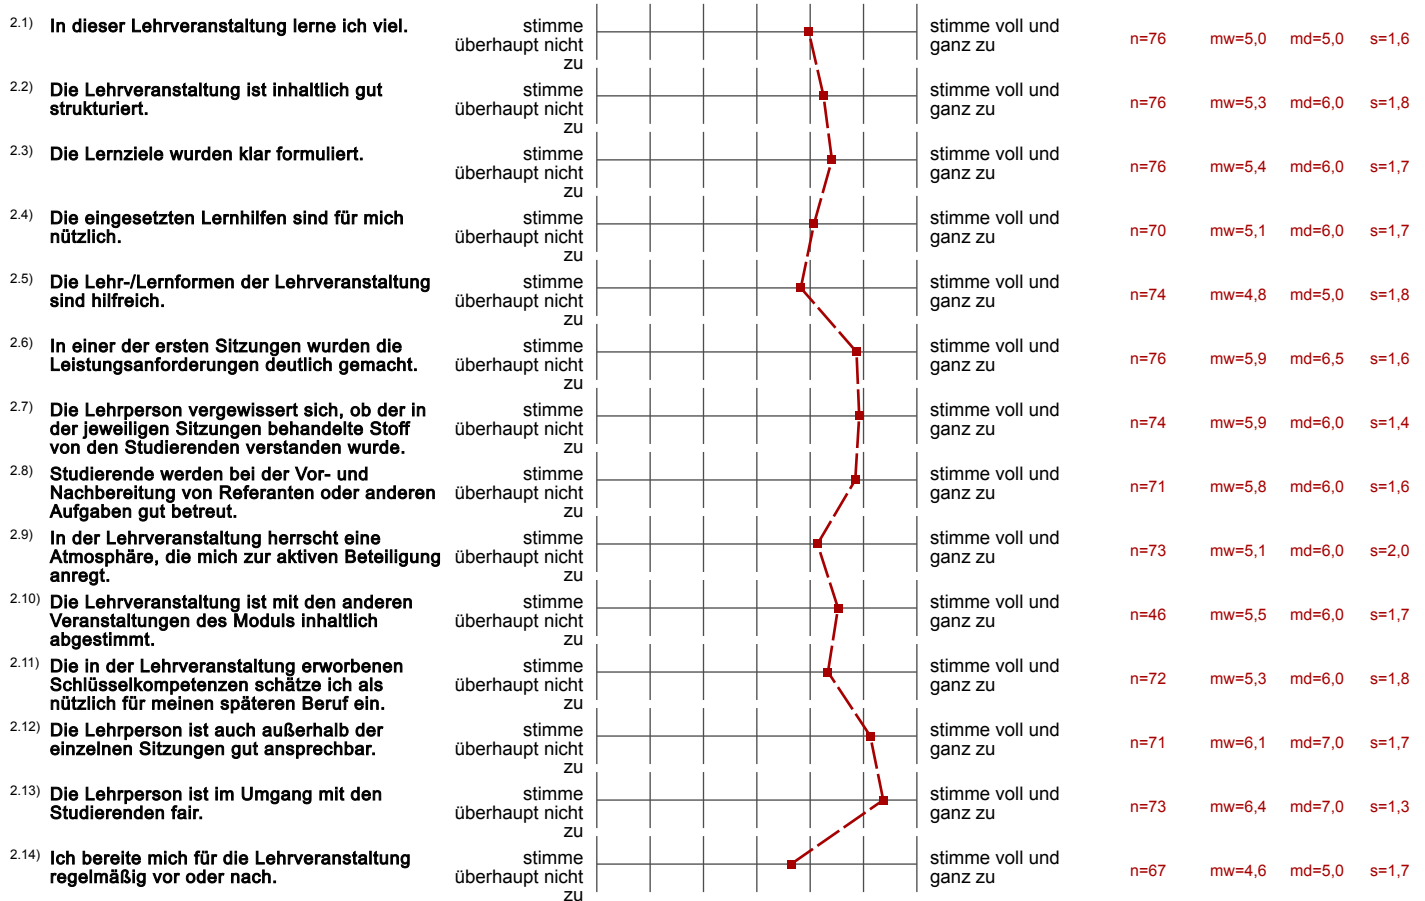 2.1) In dieser Lehrveranstaltung lerne ich viel. stimme stimme voll und
überhaupt nicht ganz zu n=76 mw=5,0 md=5,0 s=1,6
zu
2.2) Die Lehrveranstaltung ist inhaltlich gut stimme stimme voll und
strukturiert. überhaupt nicht ganz zu n=76 mw=5,3 md=6,0 s=1,8
zu
2.3) Die Lernziele wurden klar formuliert. stimme stimme voll und
überhaupt nicht ganz zu n=76 mw=5,4 md=6,0 s=1,7
zu
2.4) Die eingesetzten Lernhilfen sind für mich stimme stimme voll und
nützlich. überhaupt nicht ganz zu n=70 mw=5,1 md=6,0 s=1,7
zu
2.5) Die Lehr-/Lernformen der Lehrveranstaltung stimme stimme voll und
sind hilfreich. überhaupt nicht ganz zu n=74 mw=4,8 md=5,0 s=1,8
zu
2.6) In einer der ersten Sitzungen wurden die stimme stimme voll und
Leistungsanforderungen deutlich gemacht. überhaupt nicht ganz zu n=76 mw=5,9 md=6,5 s=1,6
zu
2.7) Die Lehrperson vergewissert sich, ob der in stimme stimme voll und
der jeweiligen Sitzungen behandelte Stoff überhaupt nicht ganz zu n=74 mw=5,9 md=6,0 s=1,4
von den Studierenden verstanden wurde. zu
2.8) Studierende werden bei der Vor- und stimme stimme voll und
Nachbereitung von Referanten oder anderen überhaupt nicht ganz zu n=71 mw=5,8 md=6,0 s=1,6
Aufgaben gut betreut. zu
2.9) In der Lehrveranstaltung herrscht eine stimme stimme voll und
Atmosphäre, die mich zur aktiven Beteiligung überhaupt nicht ganz zu n=73 mw=5,1 md=6,0 s=2,0
anregt. zu
2.10) Die Lehrveranstaltung ist mit den anderen stimme stimme voll und
Veranstaltungen des Moduls inhaltlich überhaupt nicht ganz zu n=46 mw=5,5 md=6,0 s=1,7
abgestimmt. zu
2.11) Die in der Lehrveranstaltung erworbenen stimme stimme voll und
Schlüsselkompetenzen schätze ich als überhaupt nicht ganz zu n=72 mw=5,3 md=6,0 s=1,8
nützlich für meinen späteren Beruf ein. zu
2.12) Die Lehrperson ist auch außerhalb der stimme stimme voll und
einzelnen Sitzungen gut ansprechbar. überhaupt nicht ganz zu n=71 mw=6,1 md=7,0 s=1,7
zu
2.13) Die Lehrperson ist im Umgang mit den stimme stimme voll und
Studierenden fair. überhaupt nicht ganz zu n=73 mw=6,4 md=7,0 s=1,3
zu
2.14) Ich bereite mich für die Lehrveranstaltung stimme stimme voll und
regelmäßig vor oder nach. überhaupt nicht ganz zu n=67 mw=4,6 md=5,0 s=1,7
zu